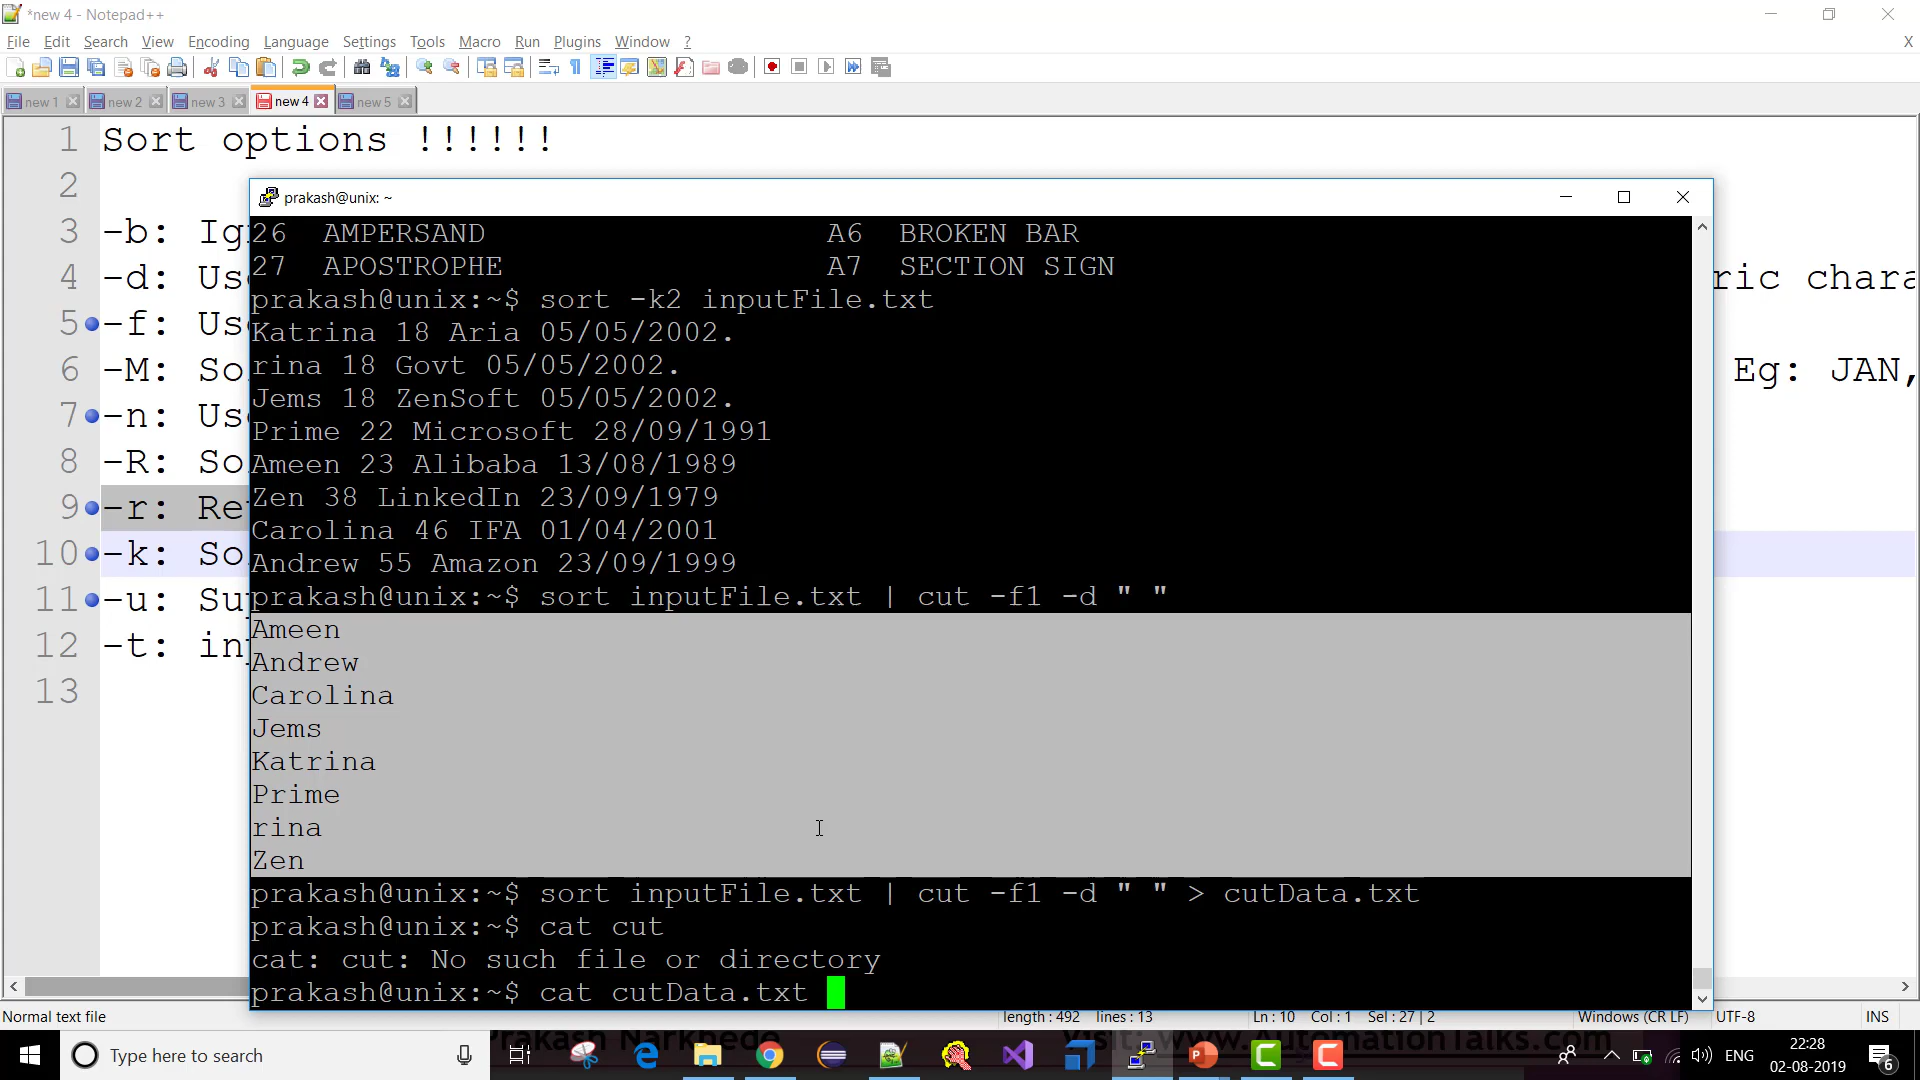 *new 4 - Notepad++
File Edit Search View Encoding Language Settings Tools Macro Run Plugins Window ?
X
new 1 new 2 new 3 new 4 new 5
1 Sort options !!!!!!
2
prakash@unix: ~
3 -b: Ig
4 -d: Us ric chara
5 -f: Us
6 -M: So Eg: JAN,
7 -n: Us
8 -R: So
9 -r: Re
10 -k: So
11 -u: Su
12 -t: in
13
26 AMPERSAND A6 BROKEN BAR
27 APOSTROPHE A7 SECTION SIGN
prakash@unix:~$ sort -k2 inputFile.txt
Katrina 18 Aria 05/05/2002.
rina 18 Govt 05/05/2002.
Jems 18 ZenSoft 05/05/2002.
Prime 22 Microsoft 28/09/1991
Ameen 23 Alibaba 13/08/1989
Zen 38 LinkedIn 23/09/1979
Carolina 46 IFA 01/04/2001
Andrew 55 Amazon 23/09/1999
prakash@unix:~$ sort inputFile.txt | cut -f1 -d " "
Ameen
Andrew
Carolina
Jems
Katrina
Prime
rina
Zen
prakash@unix:~$ sort inputFile.txt | cut -f1 -d " " > cutData.txt
prakash@unix:~$ cat cut
cat: cut: No such file or directory
prakash@unix:~$ cat cutData.txt
Normal text file length : 492 lines : 13 Ln : 10 Col : 1 Sel : 27 | 2 Windows (CR LF) UTF-8 INS
Prakash Narkhede Visit: www.AutomationTalks.com
Type here to search
ENG
22:28
02-08-2019
6